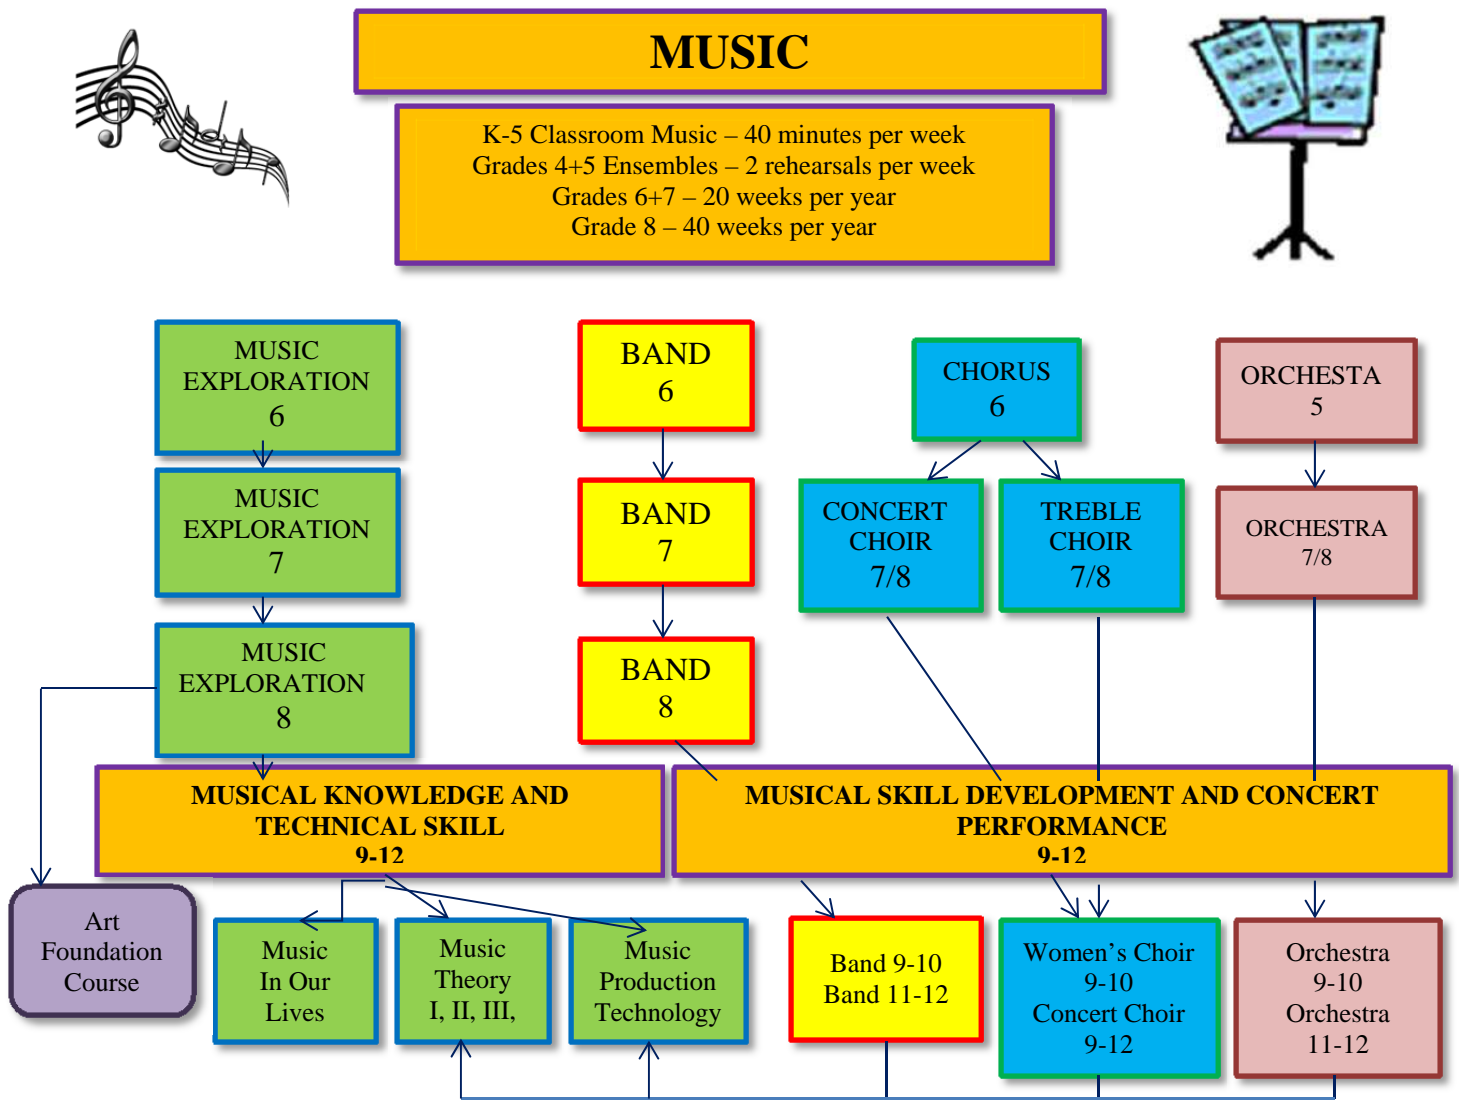 MUSIC
K-5 Classroom Music – 40 minutes per week
Grades 4+5 Ensembles – 2 rehearsals per week
Grades 6+7 – 20 weeks per year
Grade 8 – 40 weeks per year
MUSIC
EXPLORATION
6
BAND
6
CHORUS
6
ORCHESTA
5
MUSIC
EXPLORATION
7
BAND
7
CONCERT
CHOIR
7/8
TREBLE
CHOIR
7/8
ORCHESTRA
7/8
MUSIC
EXPLORATION
8
BAND
8
MUSICAL KNOWLEDGE AND
TECHNICAL SKILL
9-12
MUSICAL SKILL DEVELOPMENT AND CONCERT
PERFORMANCE
9-12
Art
Foundation
Course
Music
In Our
Lives
Music
Theory
I, II, III,
Music
Production
Technology
Band 9-10
Band 11-12
Women’s Choir
9-10
Concert Choir
9-12
Orchestra
9-10
Orchestra
11-12